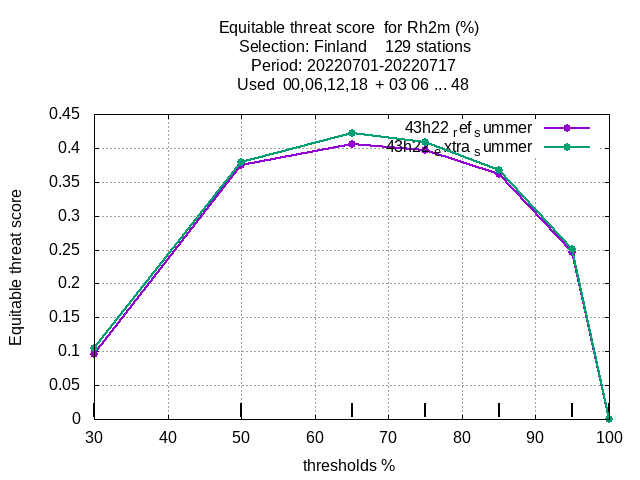 Equitable threat score for Rh2m (%)
Selection: Finland 129 stations
Period: 20220701-20220717
Used 00,06,12,18 + 03 06 ... 48
43h22 ref summer
43h22 extra summer
Equitable threat score
0.45
0.4
0.35
0.3
0.25
0.2
0.15
0.1
0.05
0
30 40 50 60 70 80 90 100
thresholds %